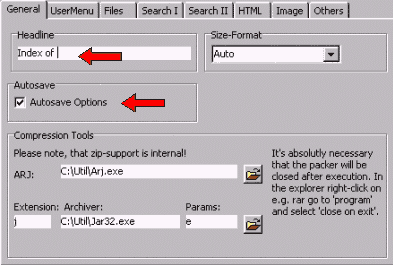 General UserMenu Files Search I Search II HTML Image Others
Headline
Index of
Size-Format
Auto
Autosave
Autosave Options
Compression Tools
Please note, that zip-support is internal!
ARJ: C:\Util\Arj.exe
Extension: Archiver: Params:
j C:\Util\Jar32.exe e
It's absolutly necessary
that the packer will be
closed after execution. In
the explorer right-click on
e.g. rar go to 'program'
and select 'close on exit'.